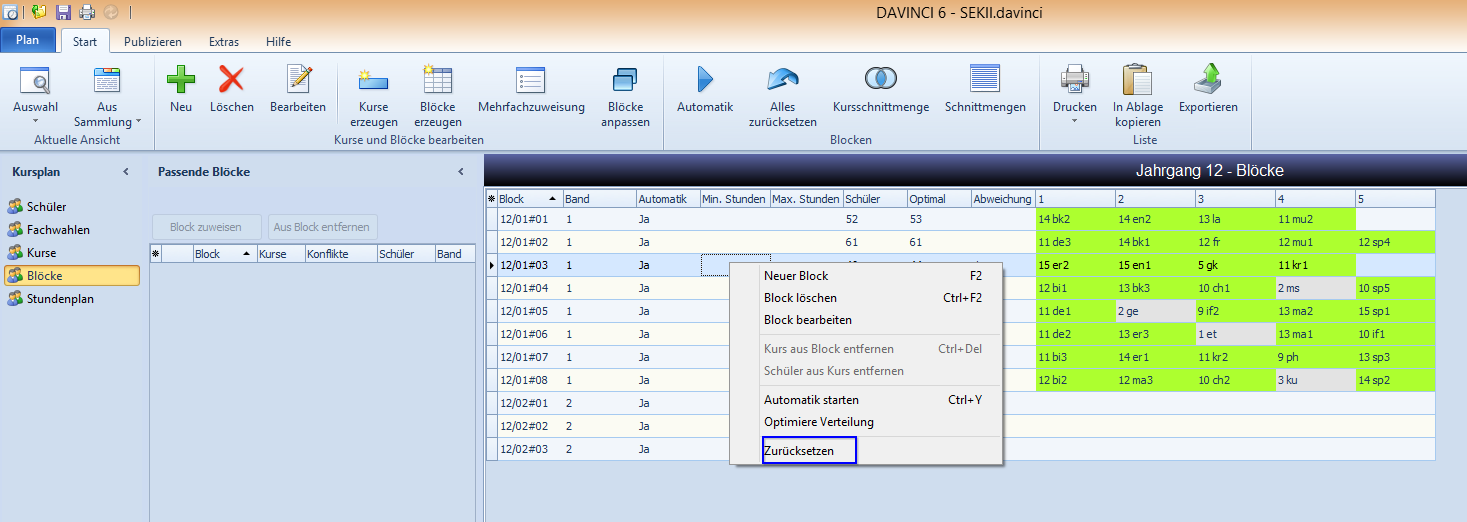 DAVINCI 6 - SEKII.davinci
Plan Start Publizieren Extras Hilfe
Auswahl Aus Sammlung Neu Löschen Bearbeiten Kurse erzeugen Blöcke erzeugen Mehrfachzuweisung Blöcke anpassen Automatik Alles zurücksetzen Kursschnittmenge Schnittmengen Drucken In Ablage kopieren Exportieren
Aktuelle Ansicht Kurse und Blöcke bearbeiten Blocken Liste
Kursplan
Schüler
Fachwahlen
Kurse
Blöcke
Stundenplan
Passende Blöcke
Block zuweisen Aus Block entfernen
Block Kurse Konflikte Schüler Band
Jahrgang 12 - Blöcke
Block Band Automatik Min. Stunden Max. Stunden Schüler Optimal Abweichung 1 2 3 4 5
12/01#01 1 Ja 52 53 14 bk2 14 en2 13 la 11 mu2
12/01#02 1 Ja 61 61 11 de3 14 bk1 12 fr 12 mu1 12 sp4
12/01#03 1 Ja 15 er2 15 en1 5 gk 11 kr1
12/01#04 1 Ja 12 bi1 13 bk3 10 ch1 2 ms 10 sp5
12/01#05 1 Ja 11 de1 2 ge 9 if2 13 ma2 15 sp1
12/01#06 1 Ja 11 de2 13 er3 1 et 13 ma1 10 if1
12/01#07 1 Ja 11 bi3 14 er1 11 kr2 9 ph 13 sp3
12/01#08 1 Ja 12 bi2 12 ma3 10 ch2 3 ku 14 sp2
12/02#01 2 Ja
12/02#02 2 Ja
12/02#03 2 Ja
Neuer Block F2
Block löschen Ctrl+F2
Block bearbeiten
Kurs aus Block entfernen Ctrl+Del
Schüler aus Kurs entfernen
Automatik starten Ctrl+Y
Optimiere Verteilung
Zurücksetzen